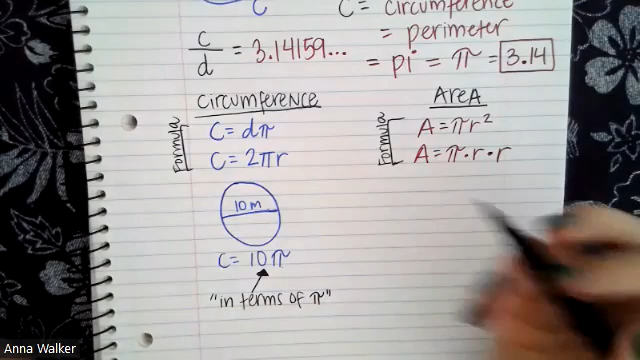 C
C = circumference
= perimeter
c/d = 3.14159...
= pi = π = 3.14
Circumference
Formula
C = dπ
C = 2πr
Area
Formula
A = πr²
A = π·r·r
10m
C = 10π
"in terms of π"
Anna Walker